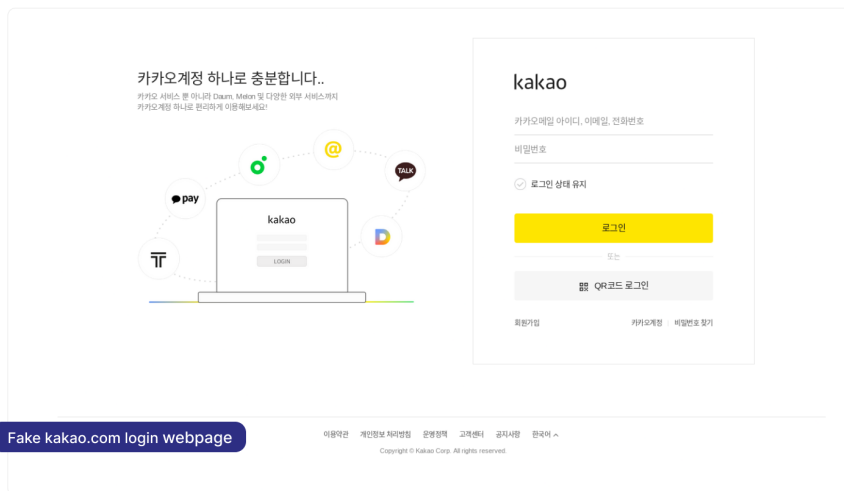 카카오계정 하나로 충분합니다..
카카오 서비스 뿐 아니라 Daum, Melon 및 다양한 외부 서비스까지
카카오계정 하나로 편리하게 이용해보세요!
@
TALK
pay
kakao
LOGIN
kakao
카카오메일 아이디, 이메일, 전화번호
비밀번호
로그인 상태 유지
로그인
또는
QR코드 로그인
회원가입
카카오계정 | 비밀번호 찾기
Fake kakao.com login webpage
이용약관 개인정보 처리방침 운영정책 고객센터 공지사항 한국어
Copyright © Kakao Corp. All rights reserved.